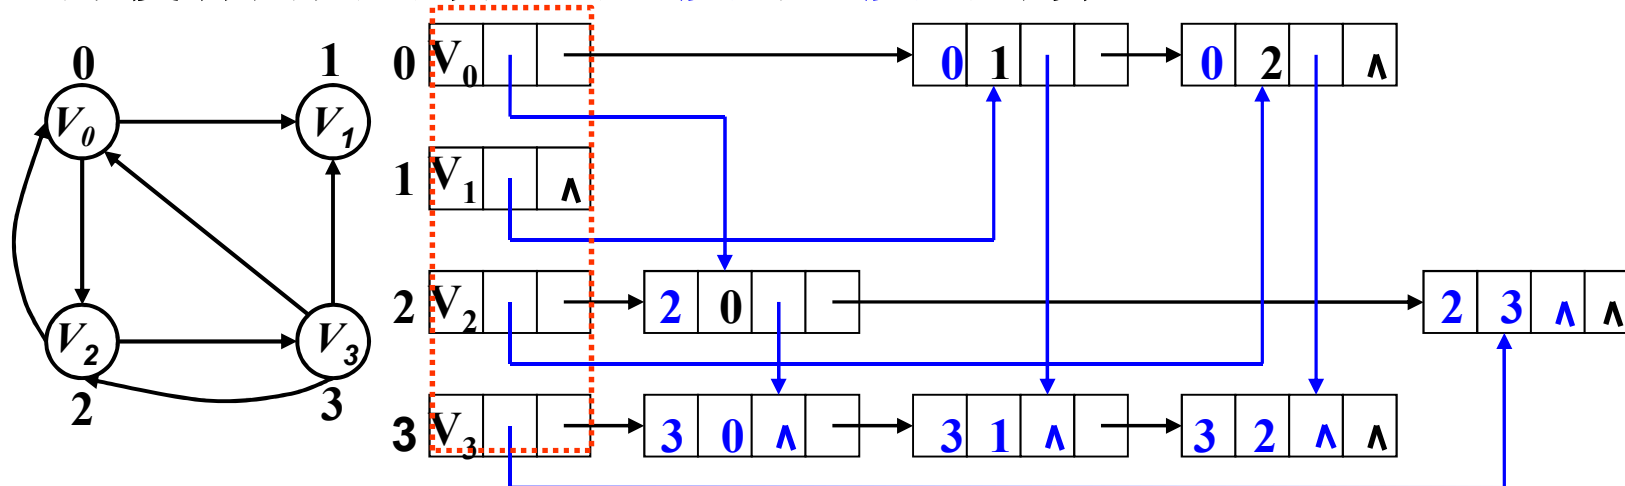 0 1
V0 V1
V2 V3
2 3
0 V0 0 1 0 2 ∧
1 V1 ∧
2 V2 2 0 2 3 ∧ ∧
3 V3 3 0 ∧ 3 1 ∧ 3 2 ∧ ∧